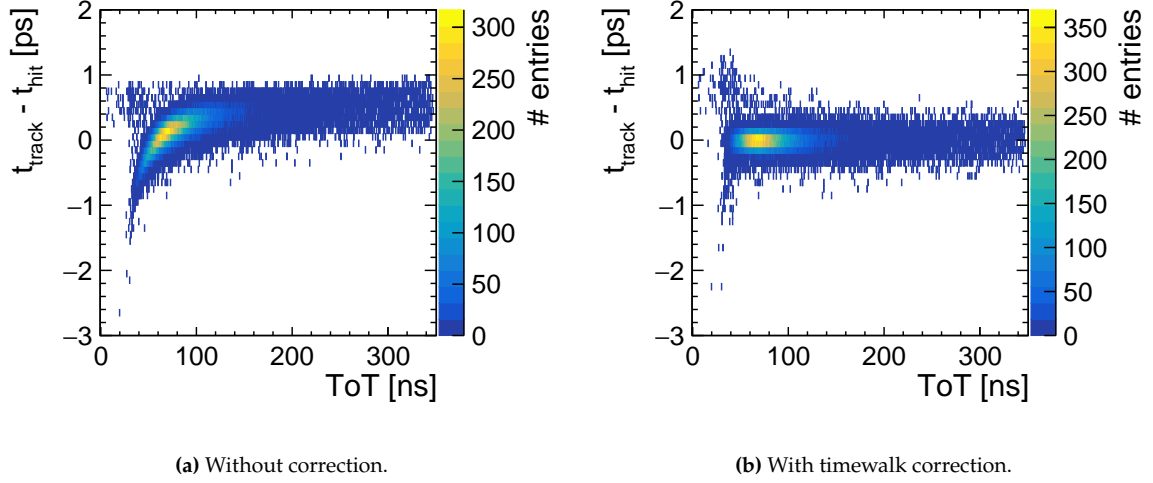 t_track - t_hit [ps]
2
1
0
−1
−2
−3
0 100 200 300
ToT [ns]
0
50
100
150
200
250
300
# entries
t_track - t_hit [ps]
2
1
0
−1
−2
−3
0 100 200 300
ToT [ns]
0
50
100
150
200
250
300
350
# entries
(a) Without correction.
(b) With timewalk correction.